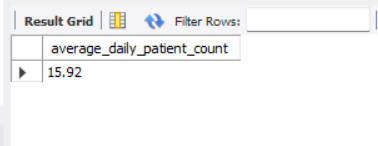 Result Grid Filter Rows:
average_daily_patient_count
15.92